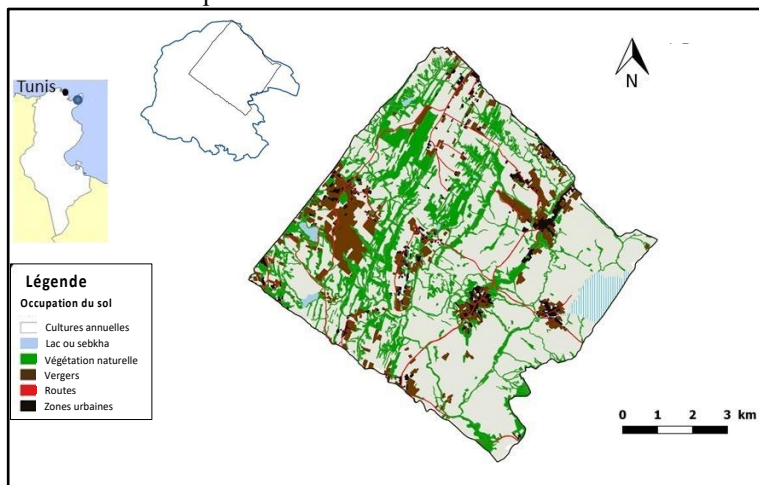 Tunis
N
Légende
Occupation du sol
Cultures annuelles
Lac ou sebkha
Végétation naturelle
Vergers
Routes
Zones urbaines
0 1 2 3 km